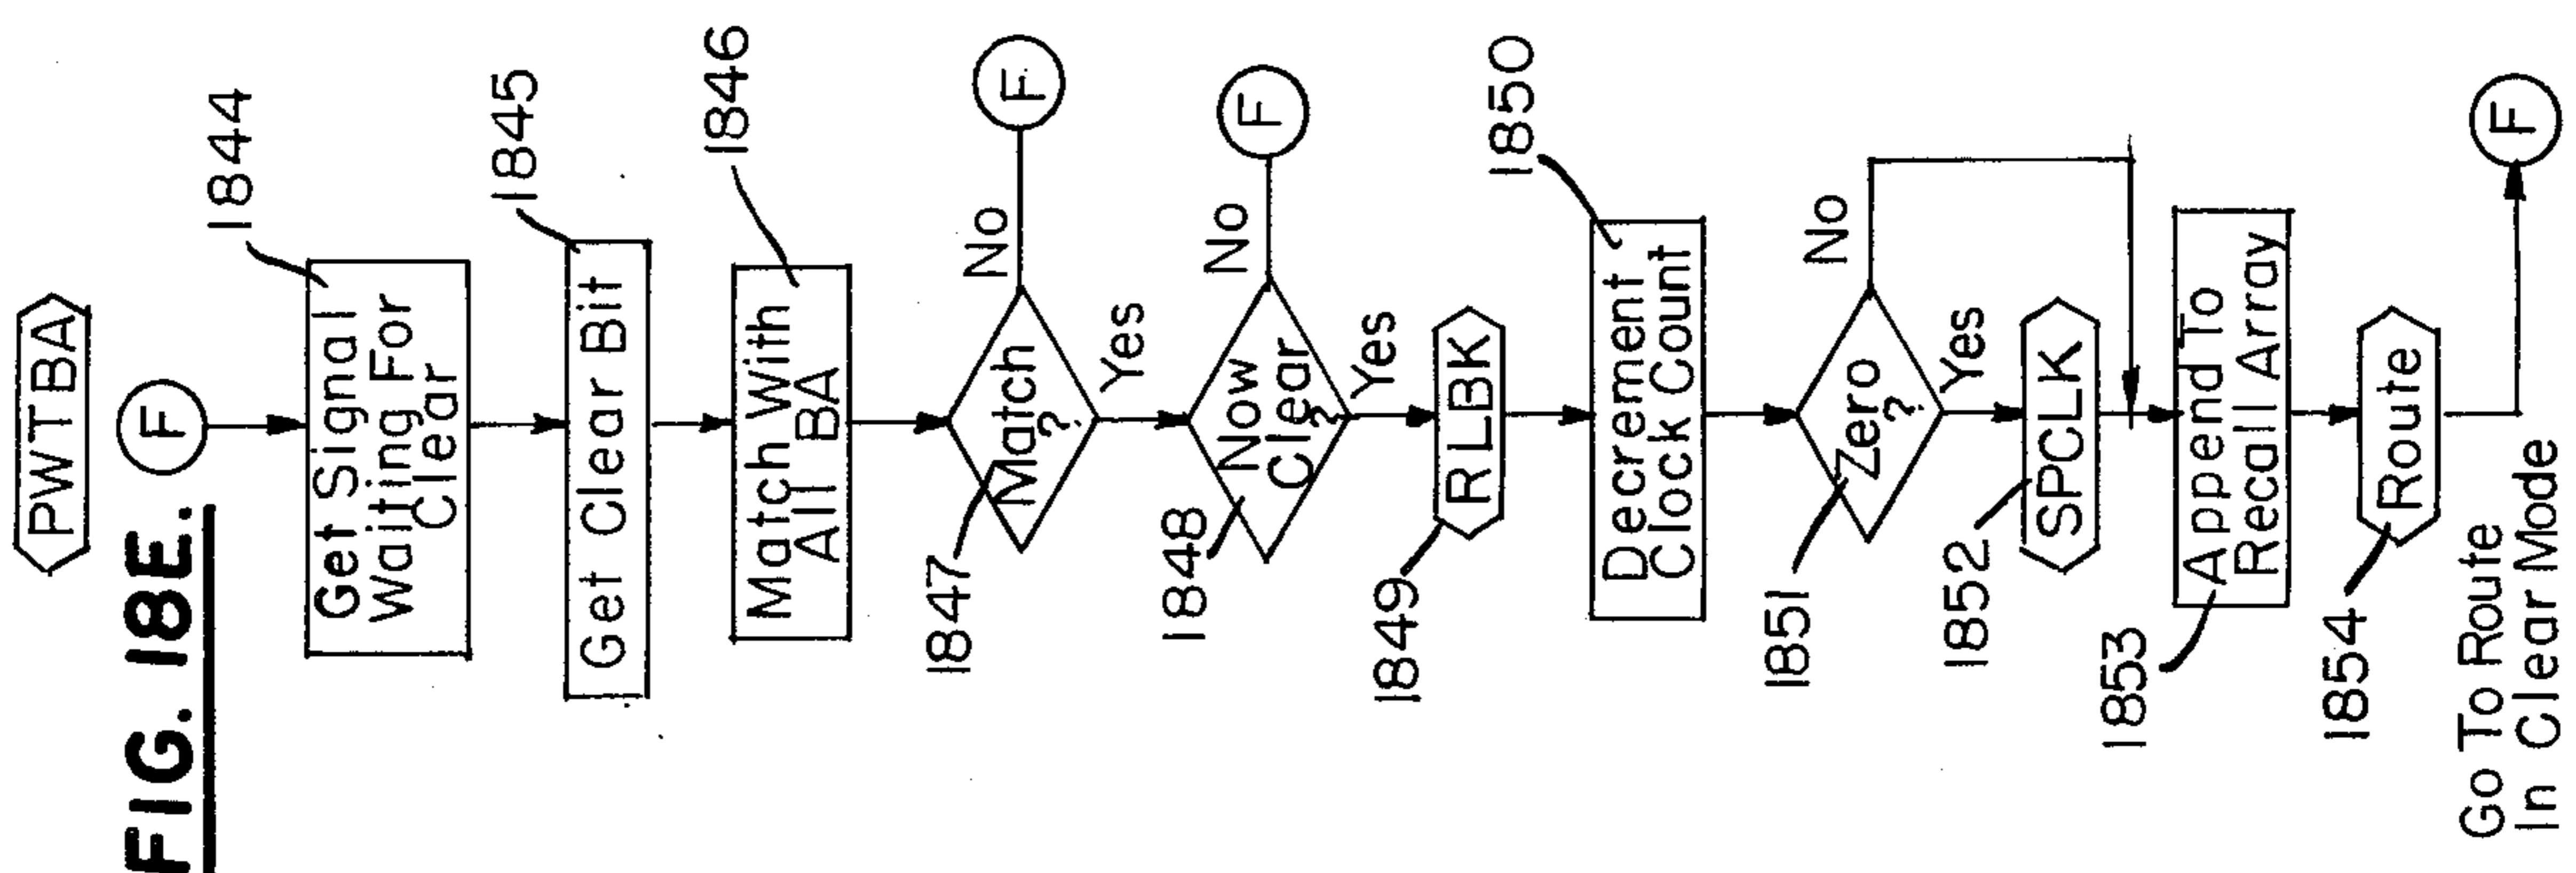 PWTBA
FIG. 18E.
F
1844
Get Signal
Waiting For
Clear
1845
Get Clear Bit
1846
Match With
All BA
1847
Match
?
No
F
Yes
1848
Now
Clear
?
No
F
Yes
1849
RLBK
1850
Decrement
Clock Count
1851
Zero
?
No
Yes
1852
SPCLK
1853
Append To
Recall Array
1854
Route
F
Go To Route
In Clear Mode